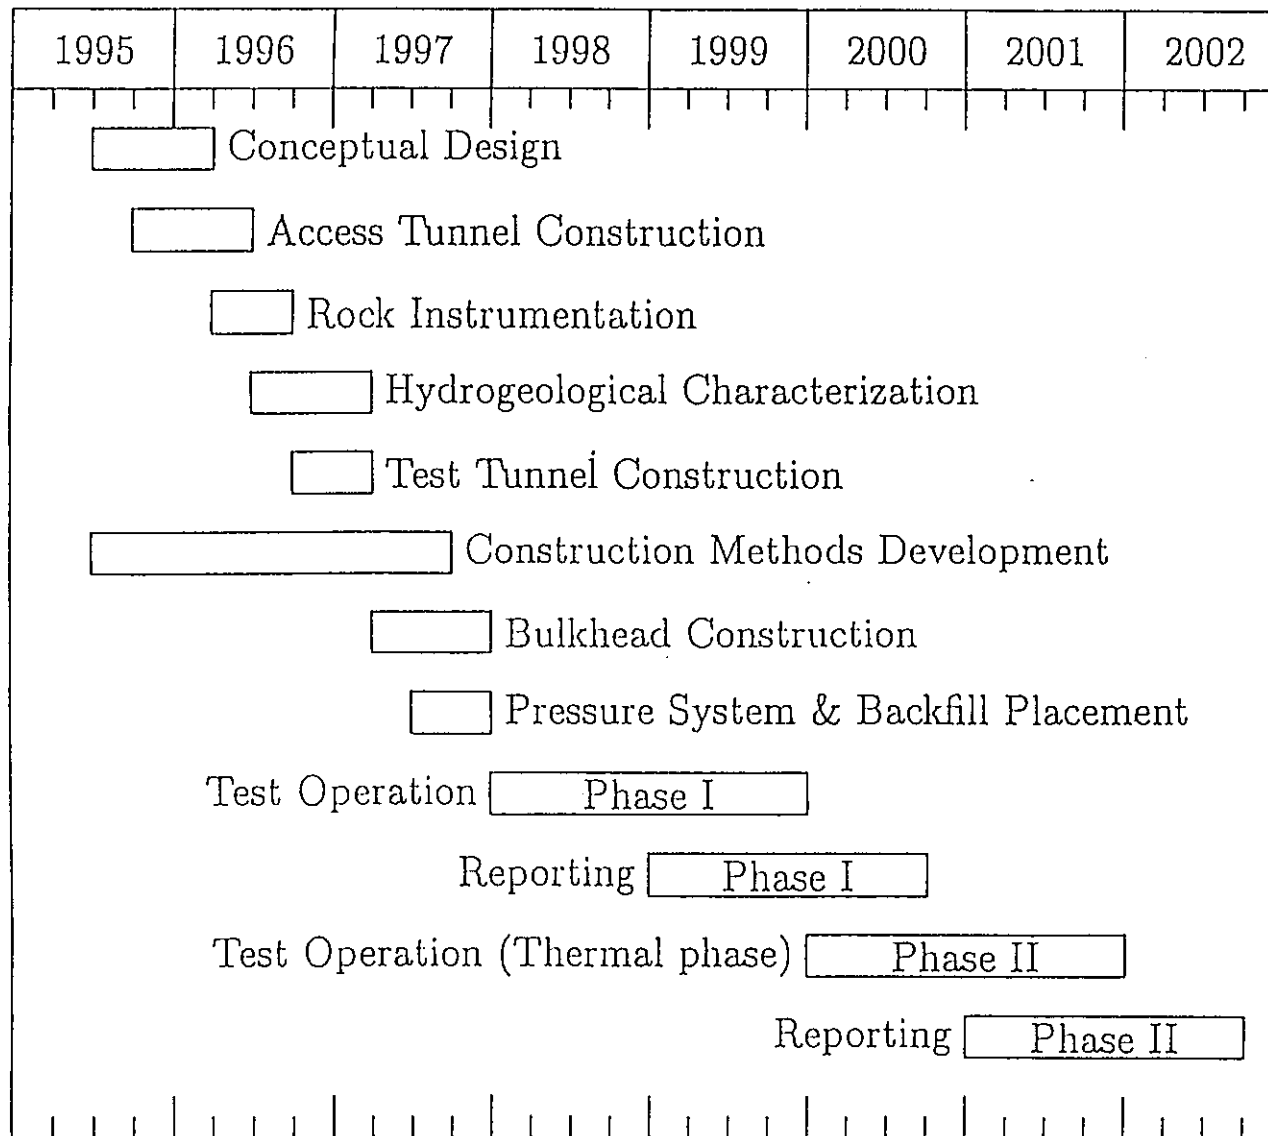 1995 1996 1997 1998 1999 2000 2001 2002
Conceptual Design
Access Tunnel Construction
Rock Instrumentation
Hydrogeological Characterization
Test Tunnel Construction
Construction Methods Development
Bulkhead Construction
Pressure System & Backfill Placement
Test Operation Phase I
Reporting Phase I
Test Operation (Thermal phase) Phase II
Reporting Phase II